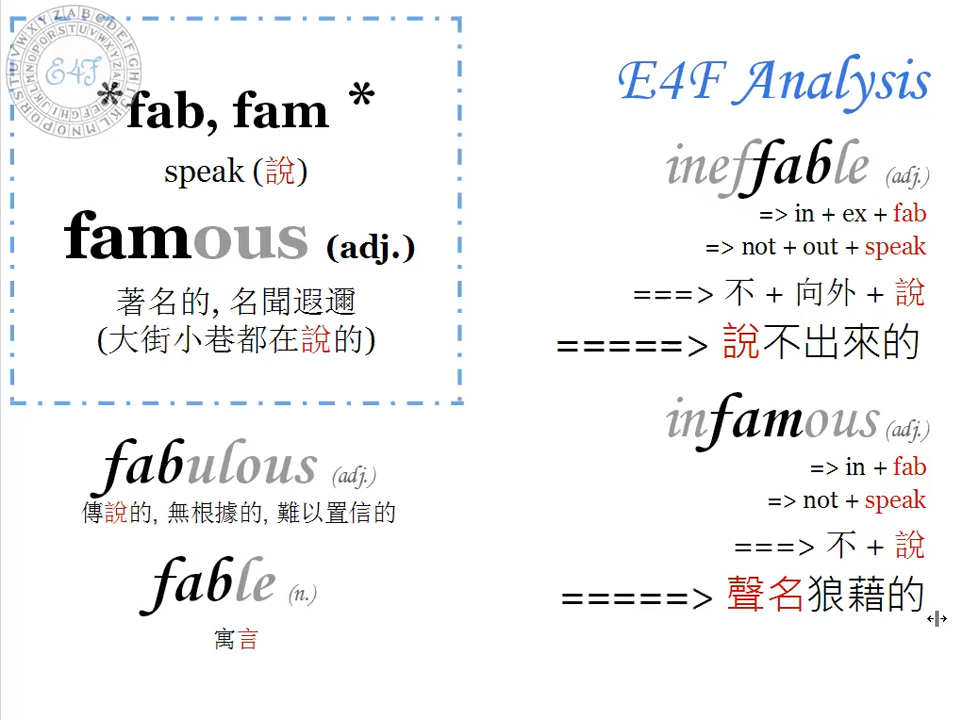 E4F
*fab, fam *
speak (說)
famous (adj.)
著名的, 名聞遐邇
(大街小巷都在說的)
fabulous (adj.)
傳說的, 無根據的, 難以置信的
fable (n.)
寓言
E4F Analysis
ineffable (adj.)
=> in + ex + fab
=> not + out + speak
===> 不 + 向外 + 說
=====> 說不出來的
infamous (adj.)
=> in + fab
=> not + speak
===> 不 + 說
=====> 聲名狼藉的